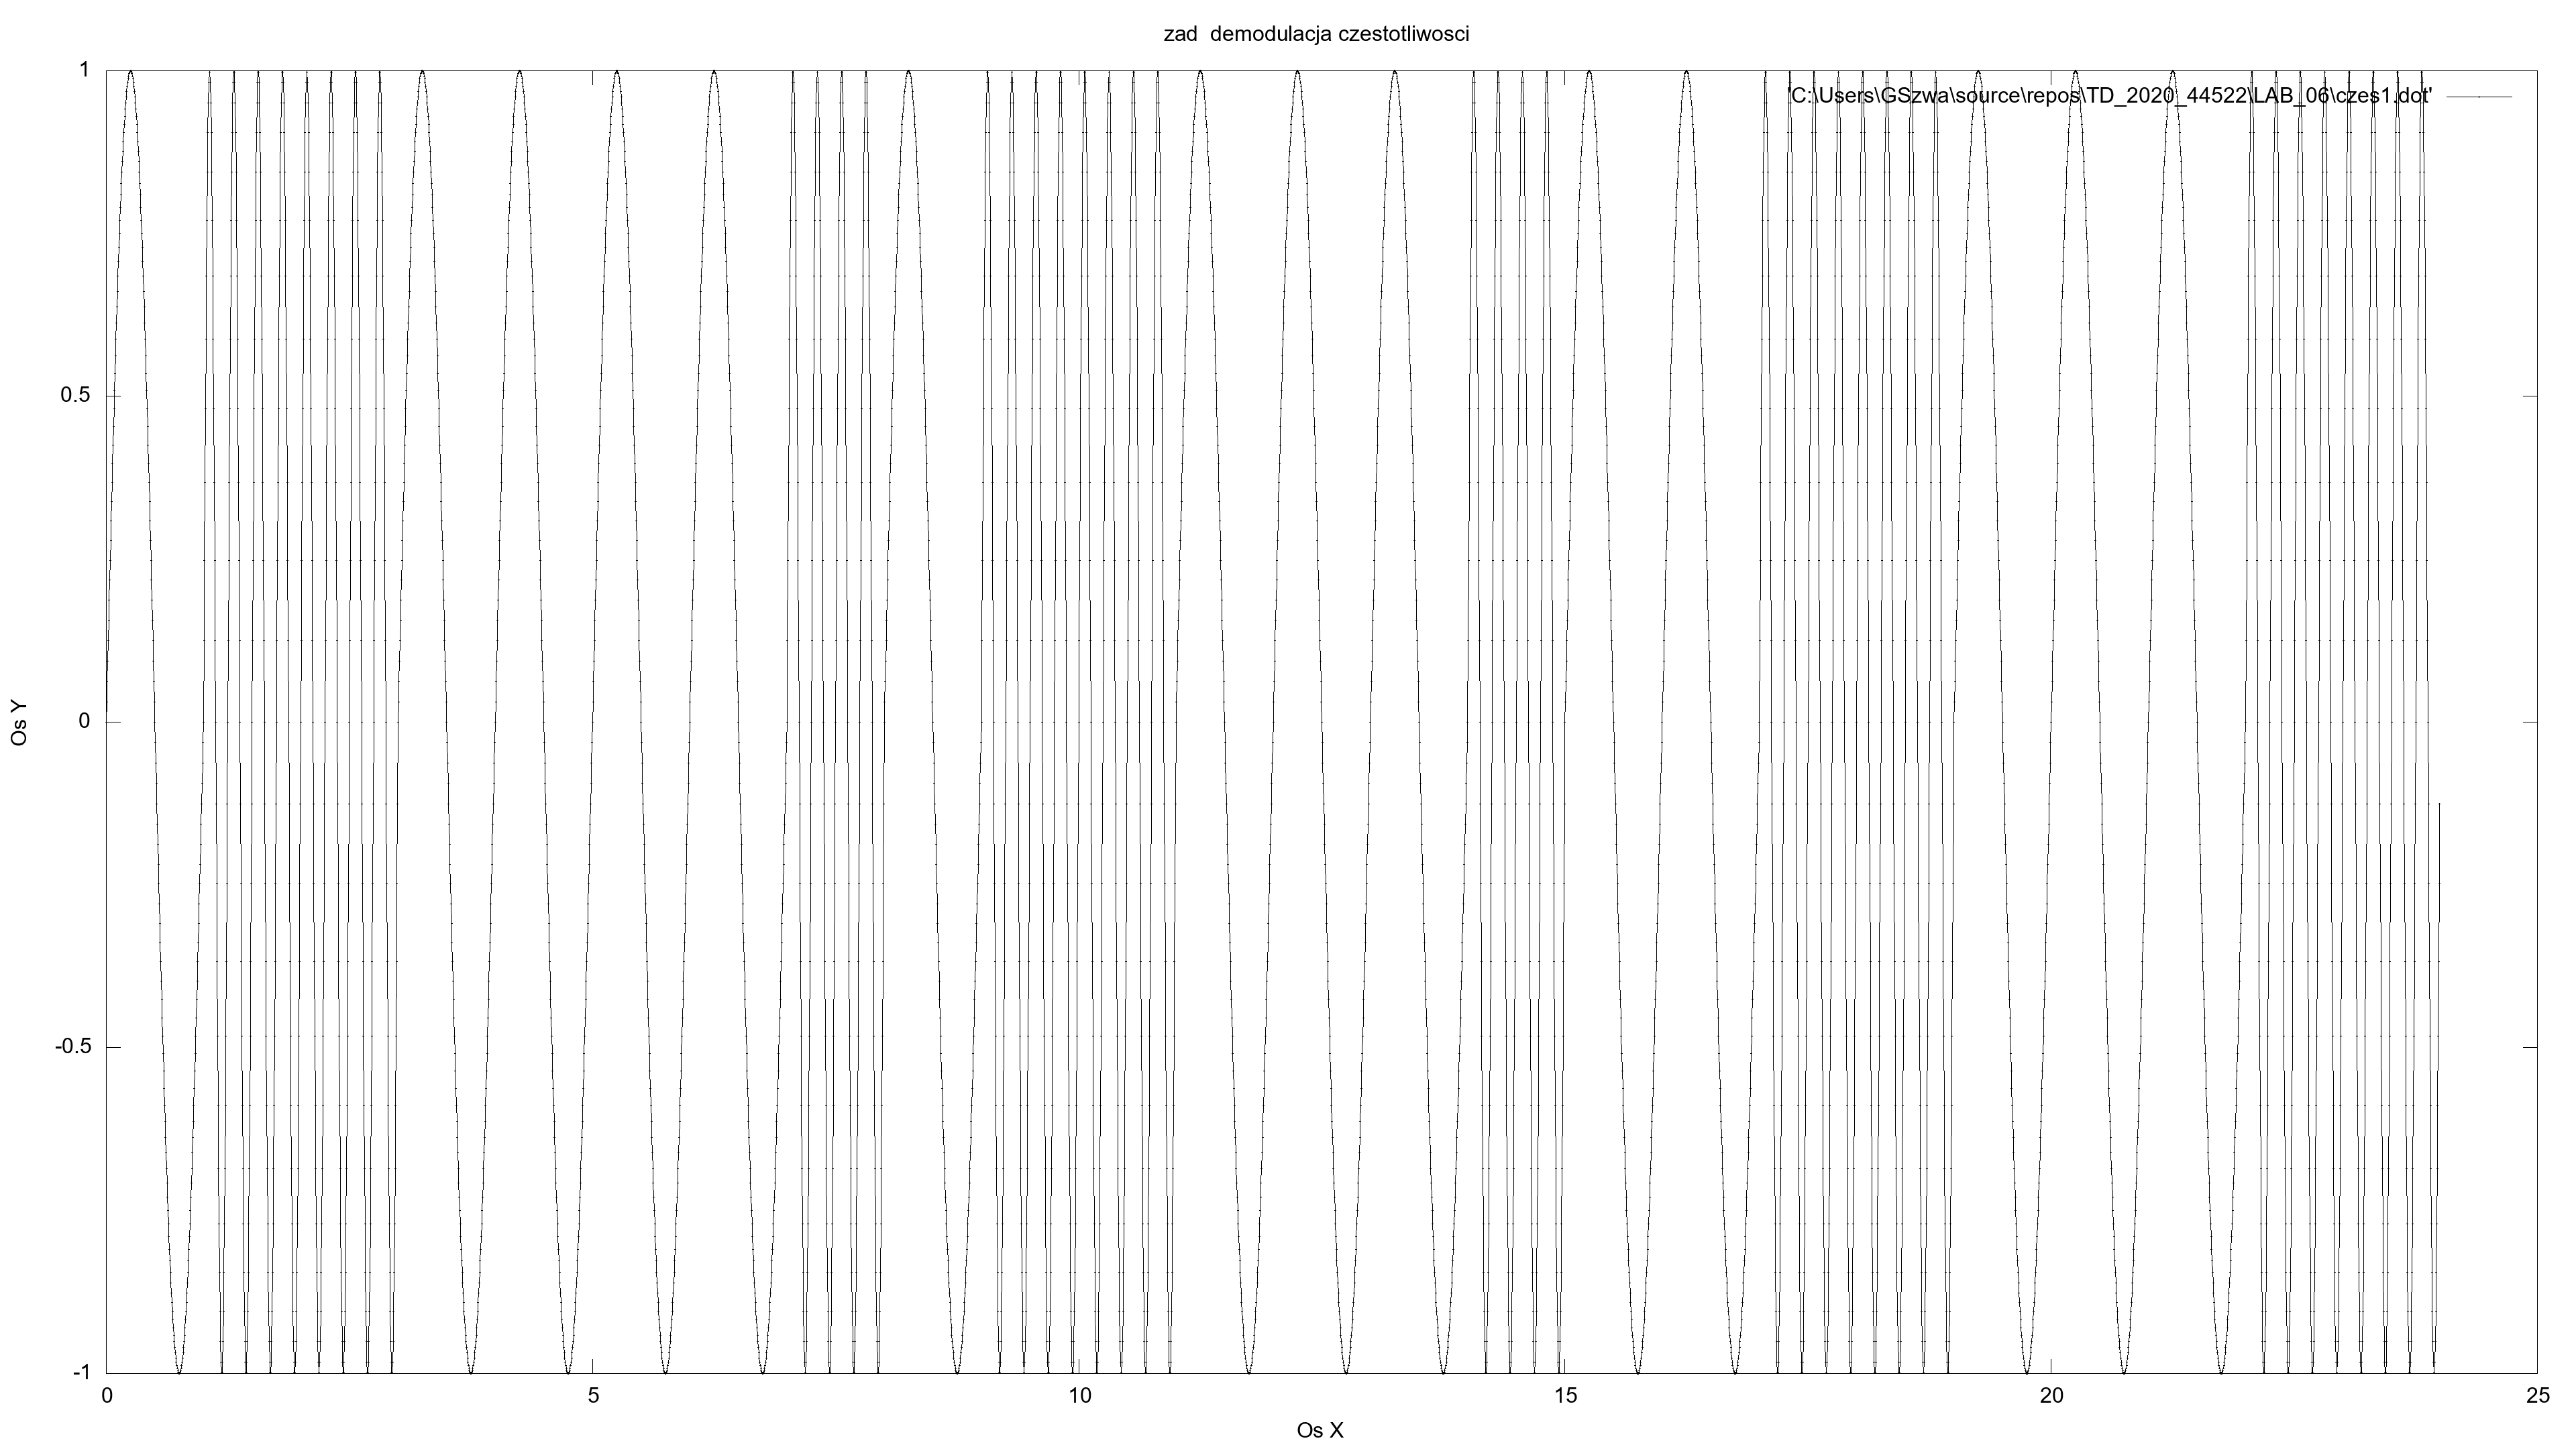 zad  demodulacja czestotliwosci
'C:\Users\GSzwa\source\repos\TD_2020_44522\LAB_06\czes1.dot'
1
0.5
0
-0.5
-1
Os Y
0 5 10 15 20 25
Os X